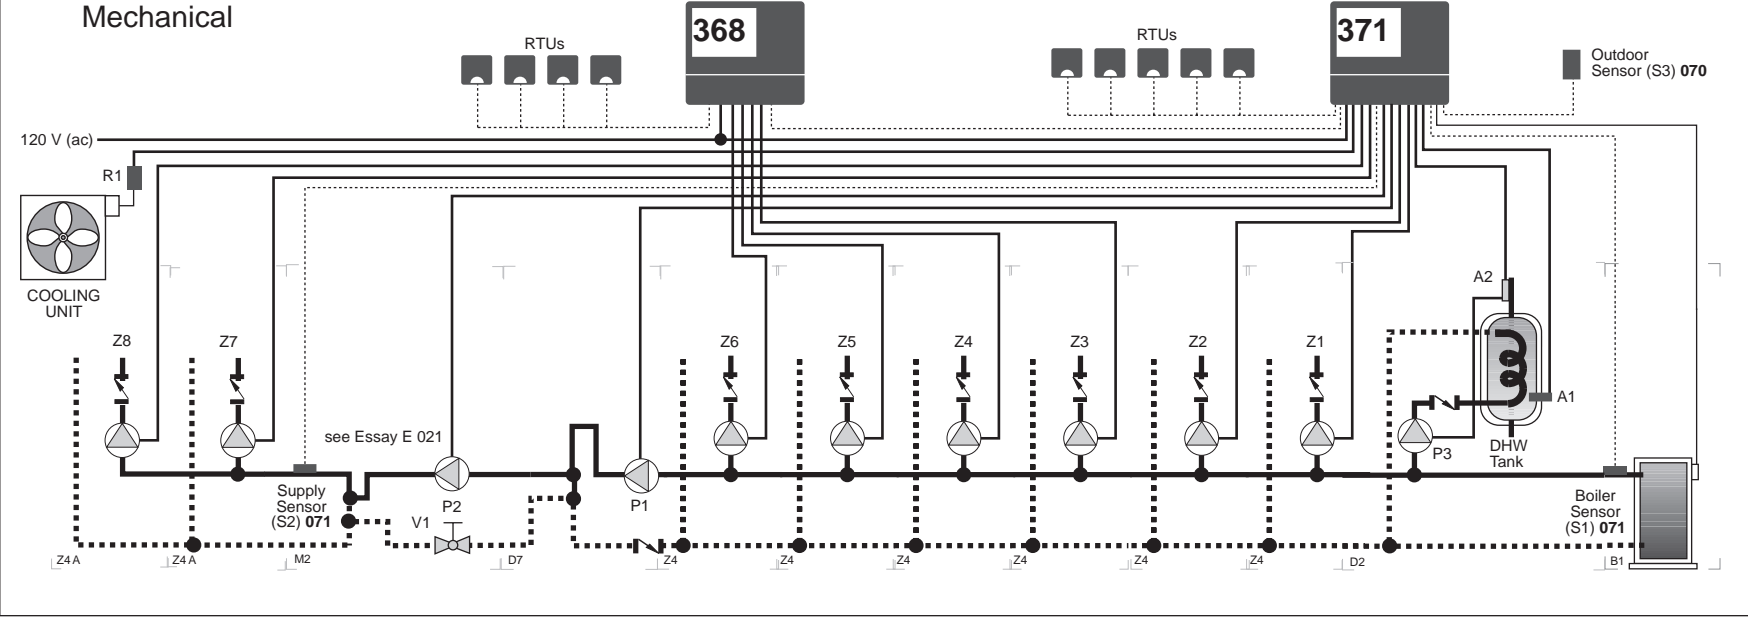 Mechanical
368
371
RTUs
RTUs
Outdoor
Sensor (S3) 070
120 V (ac)
R1
COOLING
UNIT
A2
Z8
Z7
Z6
Z5
Z4
Z3
Z2
Z1
A1
see Essay E 021
P3
DHW
Tank
Supply
Sensor
(S2) 071
P2
P1
V1
Boiler
Sensor
(S1) 071
Z4 A
Z4 A
M2
D7
Z4
Z4
Z4
Z4
Z4
Z4
D2
B1